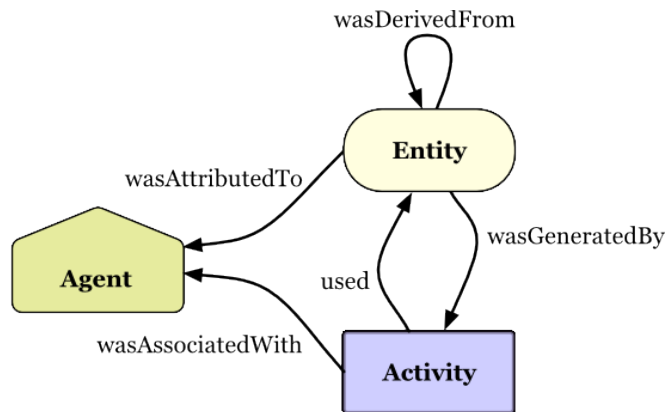 wasDerivedFrom
Entity
wasAttributedTo
wasGeneratedBy
Agent
used
wasAssociatedWith
Activity